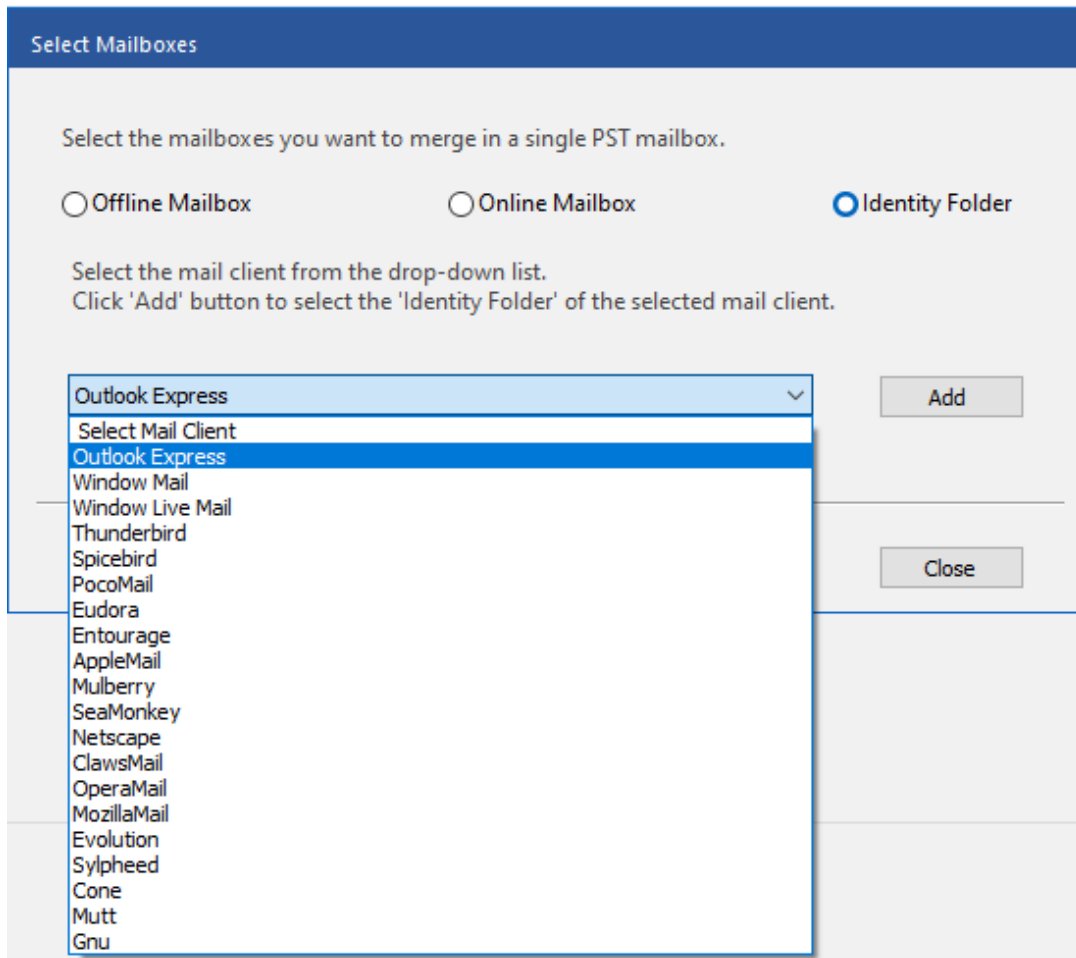 Select Mailboxes
Select the mailboxes you want to merge in a single PST mailbox.
Offline Mailbox
Online Mailbox
Identity Folder
Select the mail client from the drop-down list.
Click 'Add' button to select the 'Identity Folder' of the selected mail client.
Outlook Express
Add
Select Mail Client
Outlook Express
Window Mail
Window Live Mail
Thunderbird
Spicebird
PocoMail
Eudora
Entourage
AppleMail
Mulberry
SeaMonkey
Netscape
ClawsMail
OperaMail
MozillaMail
Evolution
Sylpheed
Cone
Mutt
Gnu
Close